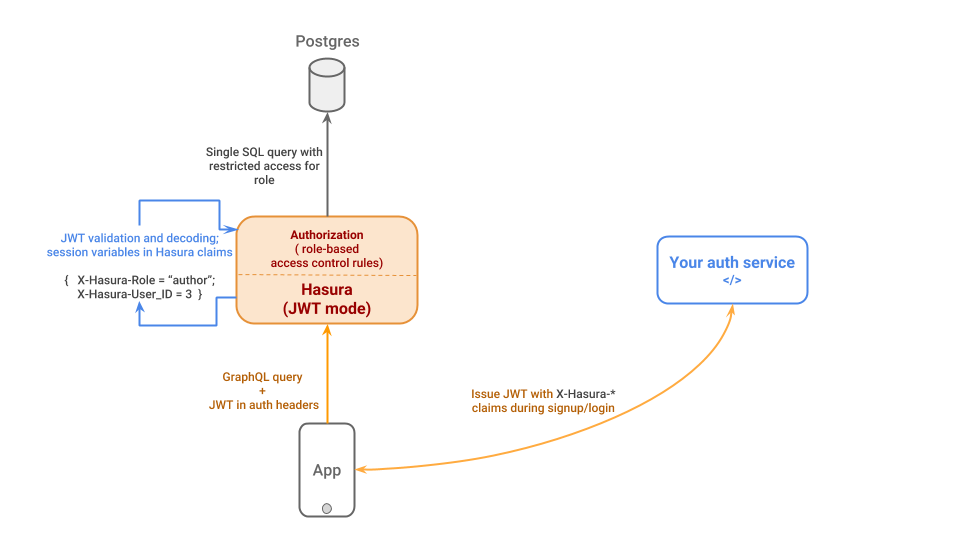 Postgres
Single SQL query with
restricted access for
role
JWT validation and decoding;
session variables in Hasura claims
{ X-Hasura-Role = “author”;
X-Hasura-User_ID = 3 }
Authorization
( role-based
access control rules)
Hasura
(JWT mode)
Your auth service
</>
GraphQL query
+
JWT in auth headers
Issue JWT with X-Hasura-*
claims during signup/login
App